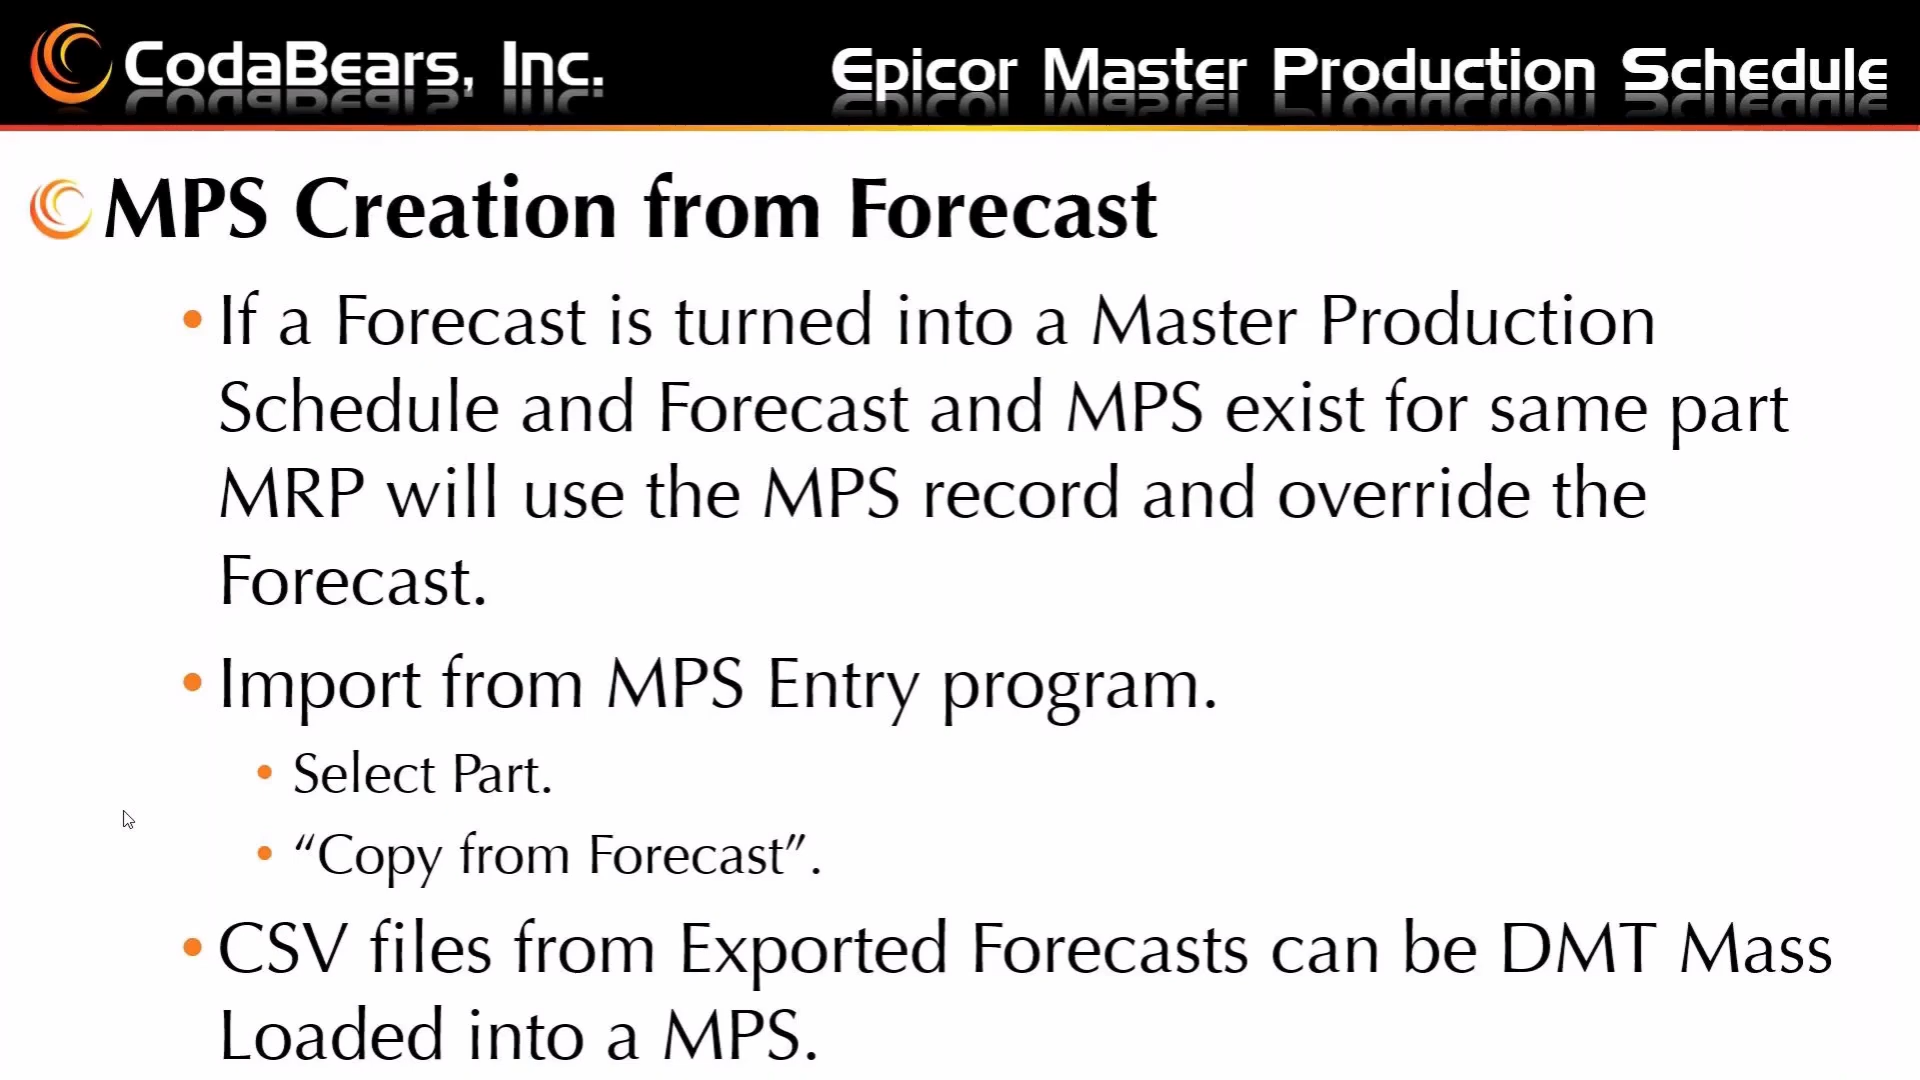 CodaBears, Inc.
Epicor Master Production Schedule
MPS Creation from Forecast
• If a Forecast is turned into a Master Production
Schedule and Forecast and MPS exist for same part
MRP will use the MPS record and override the
Forecast.
• Import from MPS Entry program.
• Select Part.
• “Copy from Forecast”.
• CSV files from Exported Forecasts can be DMT Mass
Loaded into a MPS.